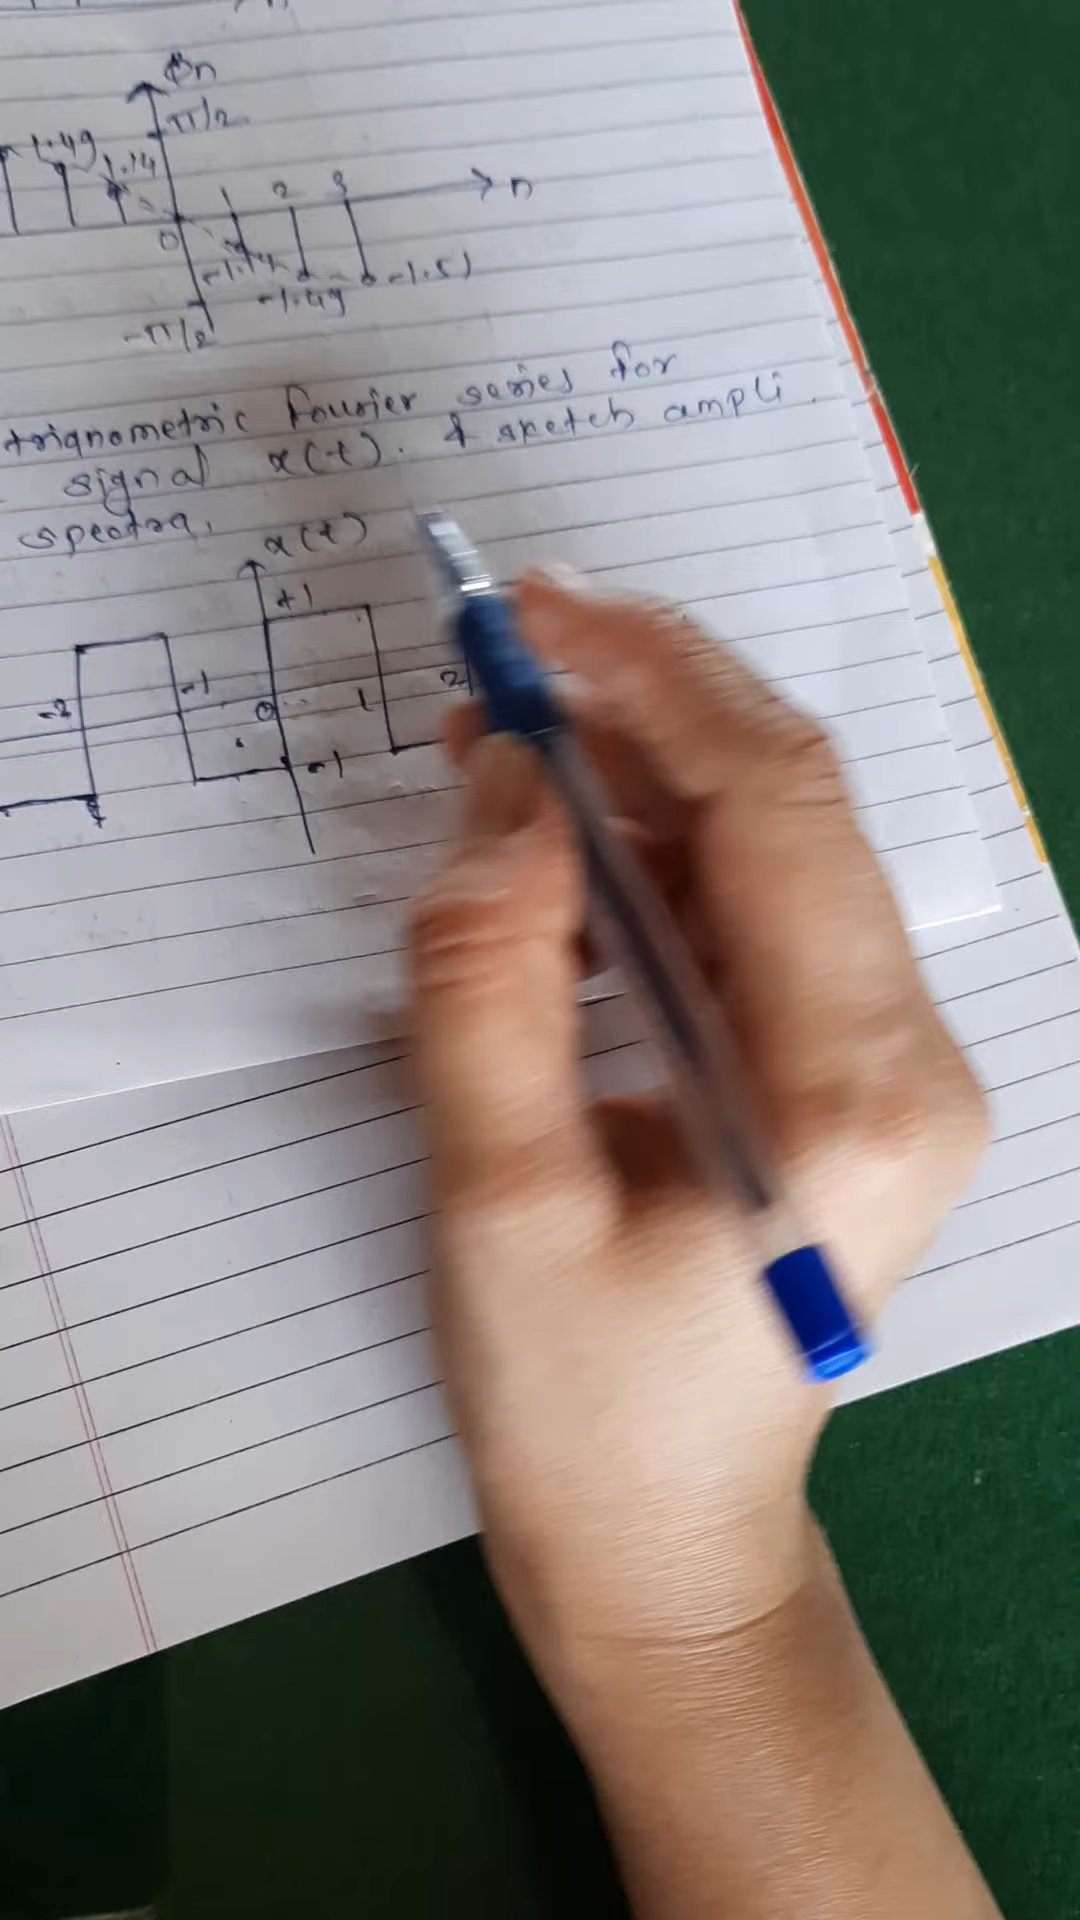 Φn
π/2
1.49
1.14
1 2 3
n
0
-1.14
-1.49
-1.51
-π/2
trignometric fourier series for
signal x(t). & sketch ampli.
spectra.
x(t)
+1
-2
-1
0
1
2
-1